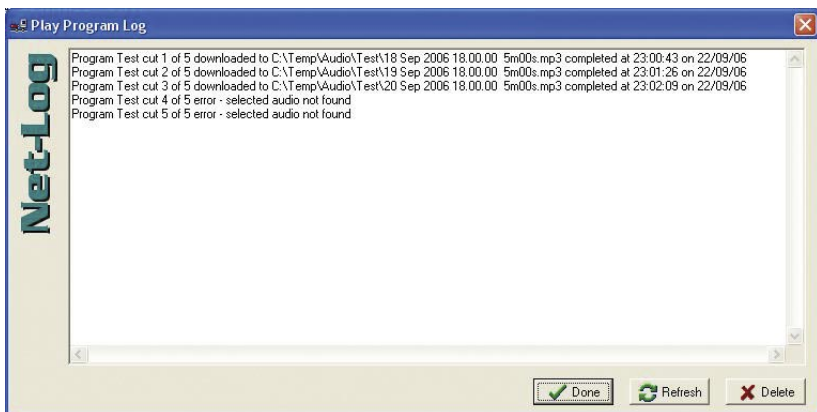 Play Program Log
Net-Log
Program Test cut 1 of 5 downloaded to C:\Temp\Audio\Test\18 Sep 2006 18.00.00  5m00s.mp3 completed at 23:00:43 on 22/09/06
Program Test cut 2 of 5 downloaded to C:\Temp\Audio\Test\19 Sep 2006 18.00.00  5m00s.mp3 completed at 23:01:26 on 22/09/06
Program Test cut 3 of 5 downloaded to C:\Temp\Audio\Test\20 Sep 2006 18.00.00  5m00s.mp3 completed at 23:02:09 on 22/09/06
Program Test cut 4 of 5 error - selected audio not found
Program Test cut 5 of 5 error - selected audio not found
Done
Refresh
Delete